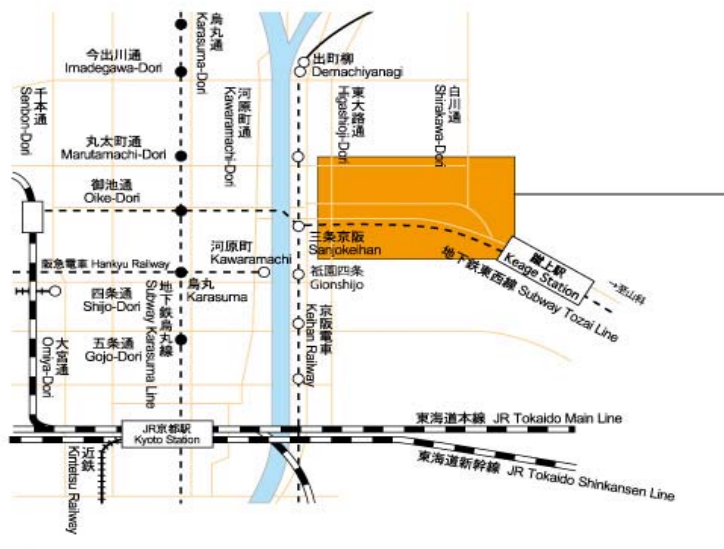 烏丸通
Karasuma-Dori
今出川通
Imadegawa-Dori
出町柳
Demachiyanagi
千本通
Senbon-Dori
河原町通
Kawaramachi-Dori
東大路通
Higashioji-Dori
白川通
Shirakawa-Dori
丸太町通
Marutamachi-Dori
御池通
Oike-Dori
三条京阪
Sanjokeihan
蹴上駅
Keage Station
河原町
Kawaramachi
阪急電車 Hankyu Railway
烏丸
Karasuma
祇園四条
Gionshijo
→至山科
地下鉄東西線 Subway Tozai Line
四条通
Shijo-Dori
地下鉄烏丸線
Subway Karasuma Line
京阪電車
Keihan Railway
大宮通
Omiya-Dori
五条通
Gojo-Dori
JR京都駅
Kyoto Station
東海道本線 JR Tokaido Main Line
東海道新幹線 JR Tokaido Shinkansen Line
近鉄
Kintetsu Railway